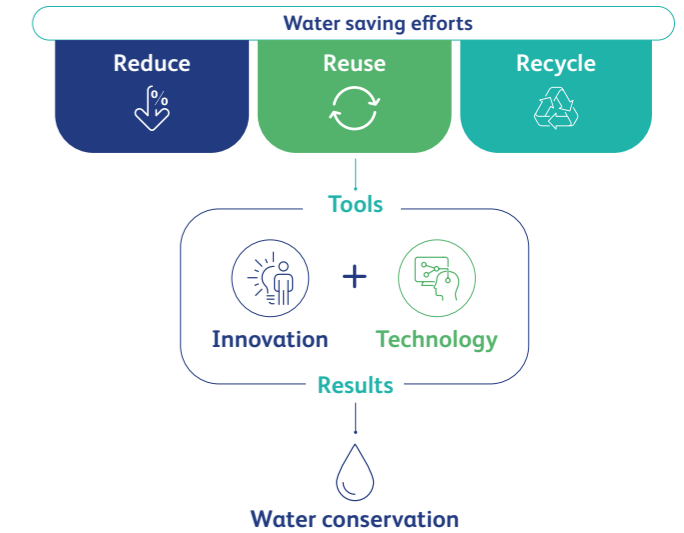 Water saving efforts
Reduce
Reuse
Recycle
%
Tools
+
Innovation
Technology
Results
Water conservation